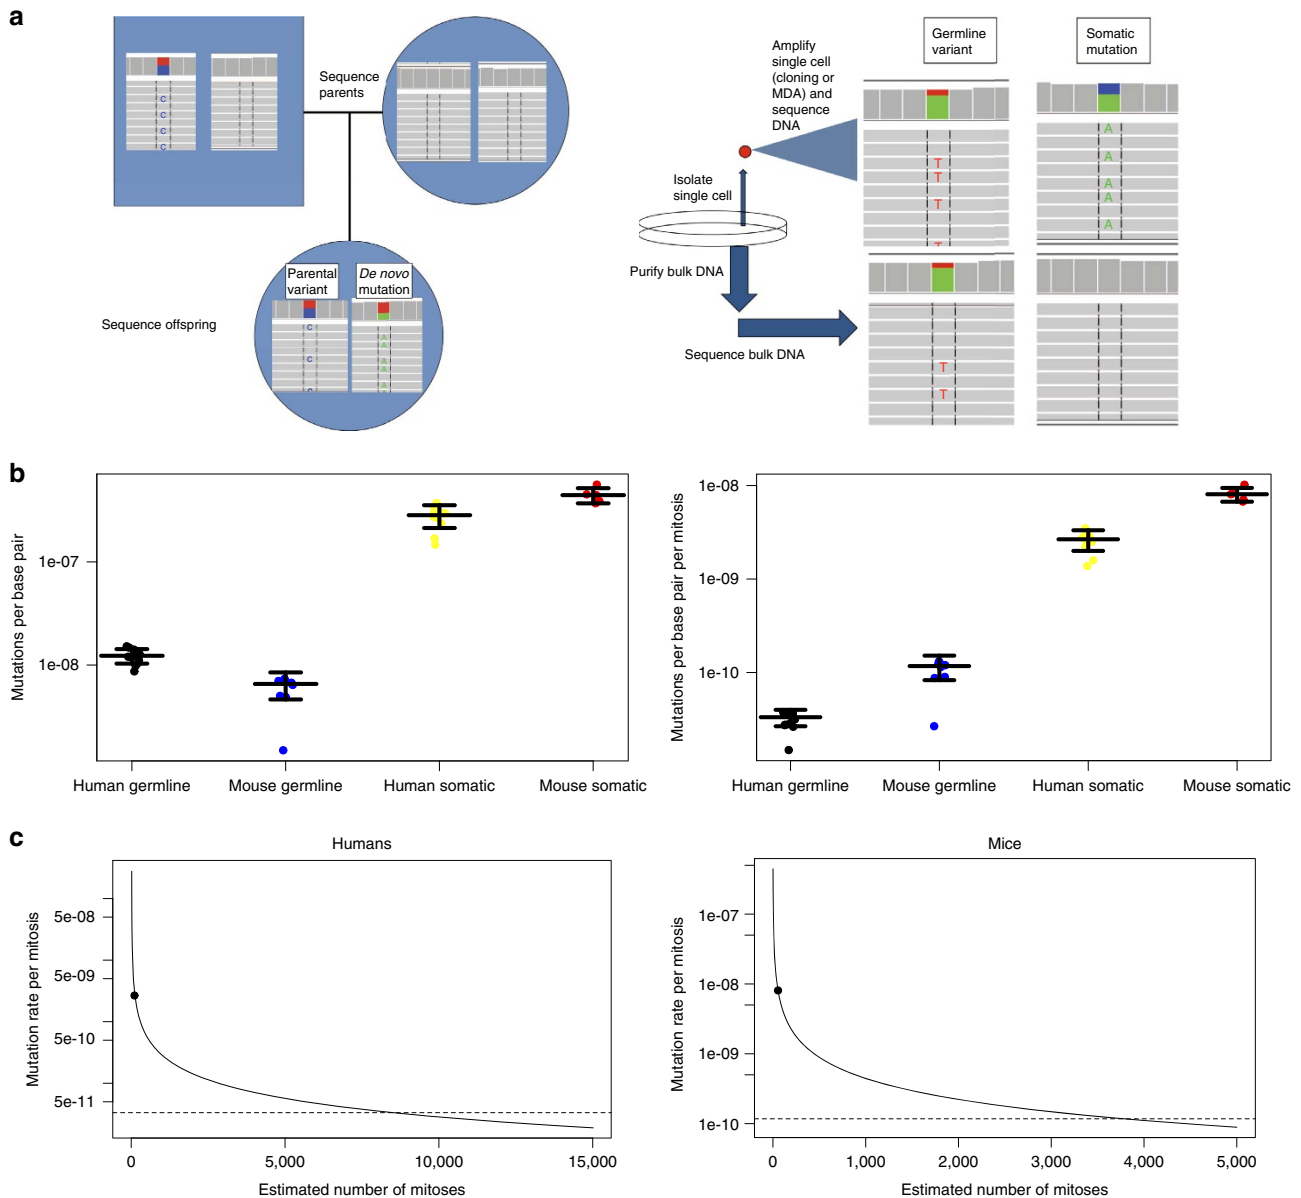 a
Sequence
parents
C
C
C
C
Parental
variant
De novo
mutation
C
C
C
A
A
A
A
A
A
Sequence offspring
Amplify
single cell
(cloning or
MDA) and
sequence
DNA
Isolate
single cell
Purify bulk DNA
Sequence bulk DNA
Germline
variant
Somatic
mutation
T
T
T
T
A
A
A
A
A
T
T
b
Mutations per base pair
1e-07
1e-08
Human germline
Mouse germline
Human somatic
Mouse somatic
Mutations per base pair per mitosis
1e-08
1e-09
1e-10
Human germline
Mouse germline
Human somatic
Mouse somatic
c
Humans
Mutation rate per mitosis
5e-08
5e-09
5e-10
5e-11
0
5,000
10,000
15,000
Estimated number of mitoses
Mice
Mutation rate per mitosis
1e-07
1e-08
1e-09
1e-10
0
1,000
2,000
3,000
4,000
5,000
Estimated number of mitoses